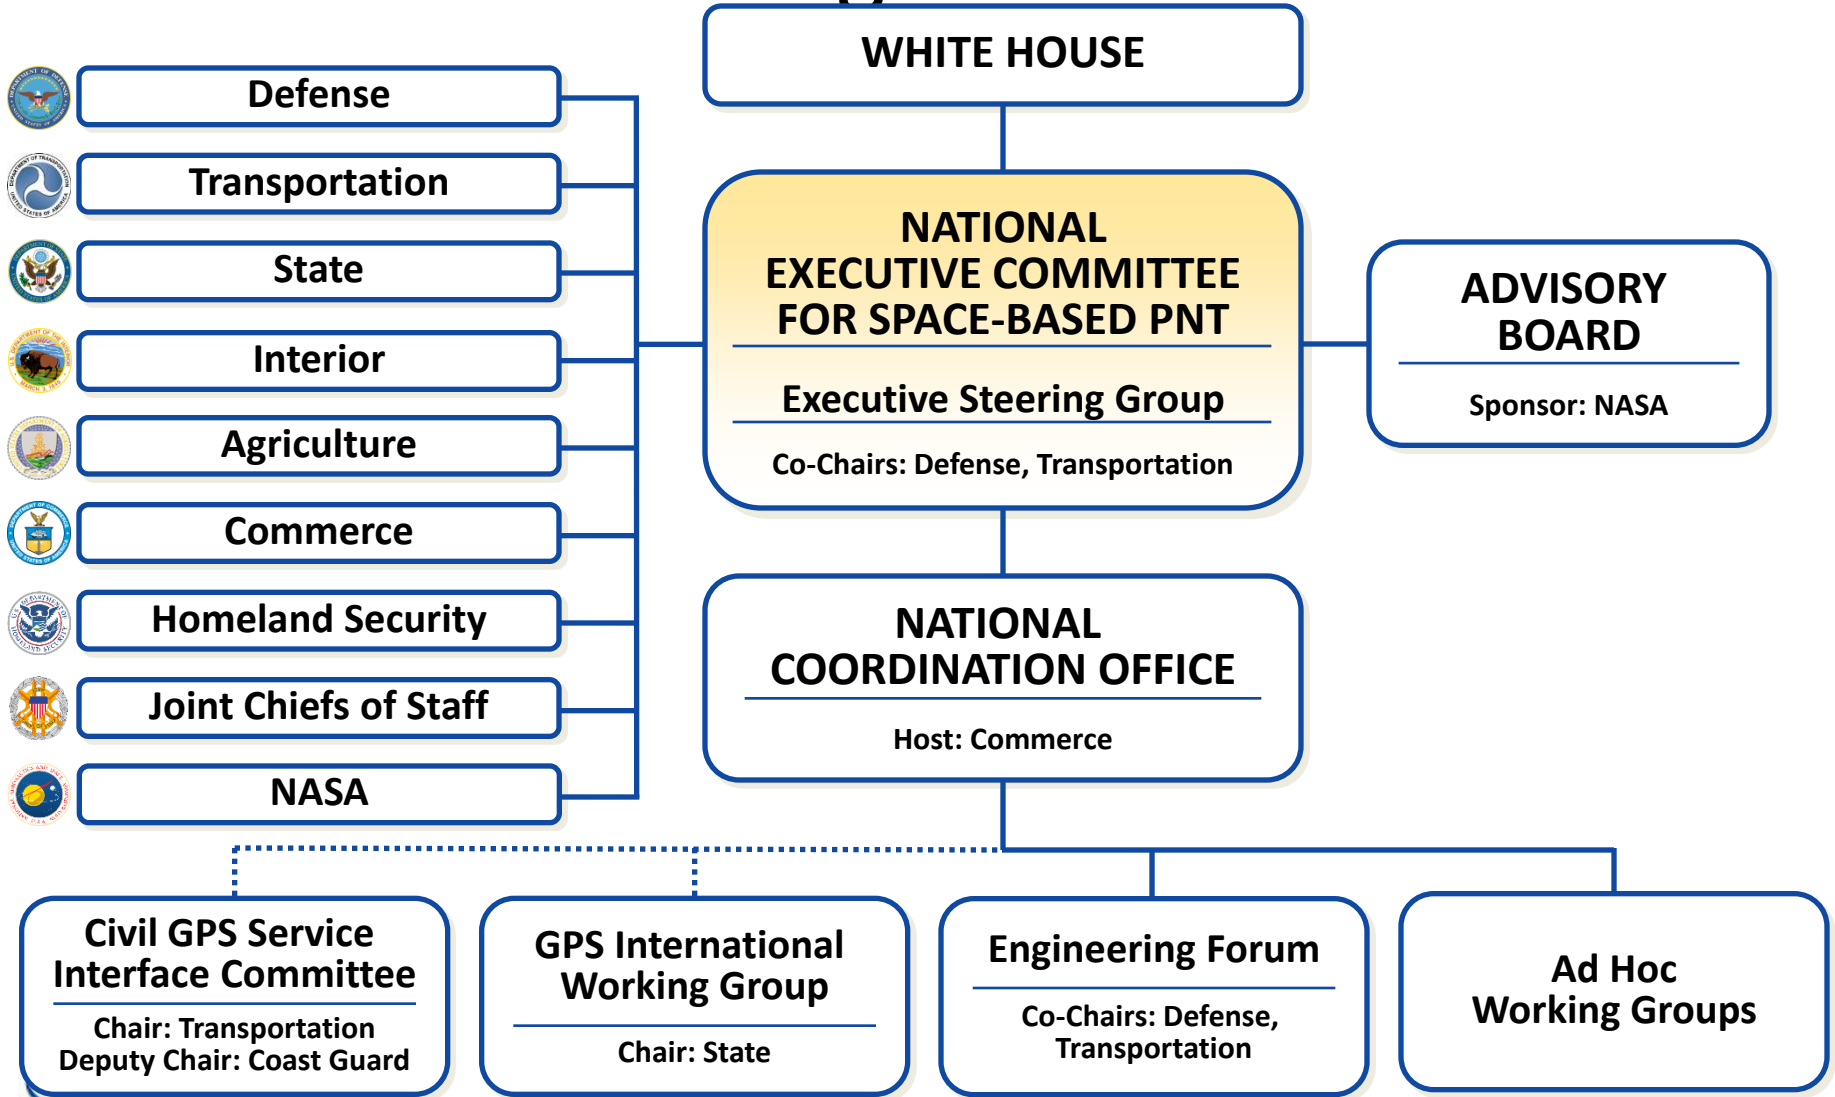 WHITE HOUSE
Defense
Transportation
State
Interior
Agriculture
Commerce
Homeland Security
Joint Chiefs of Staff
NASA
NATIONAL
EXECUTIVE COMMITTEE
FOR SPACE-BASED PNT
Executive Steering Group
Co-Chairs: Defense, Transportation
ADVISORY
BOARD
Sponsor: NASA
NATIONAL
COORDINATION OFFICE
Host: Commerce
Civil GPS Service
Interface Committee
Chair: Transportation
Deputy Chair: Coast Guard
GPS International
Working Group
Chair: State
Engineering Forum
Co-Chairs: Defense,
Transportation
Ad Hoc
Working Groups